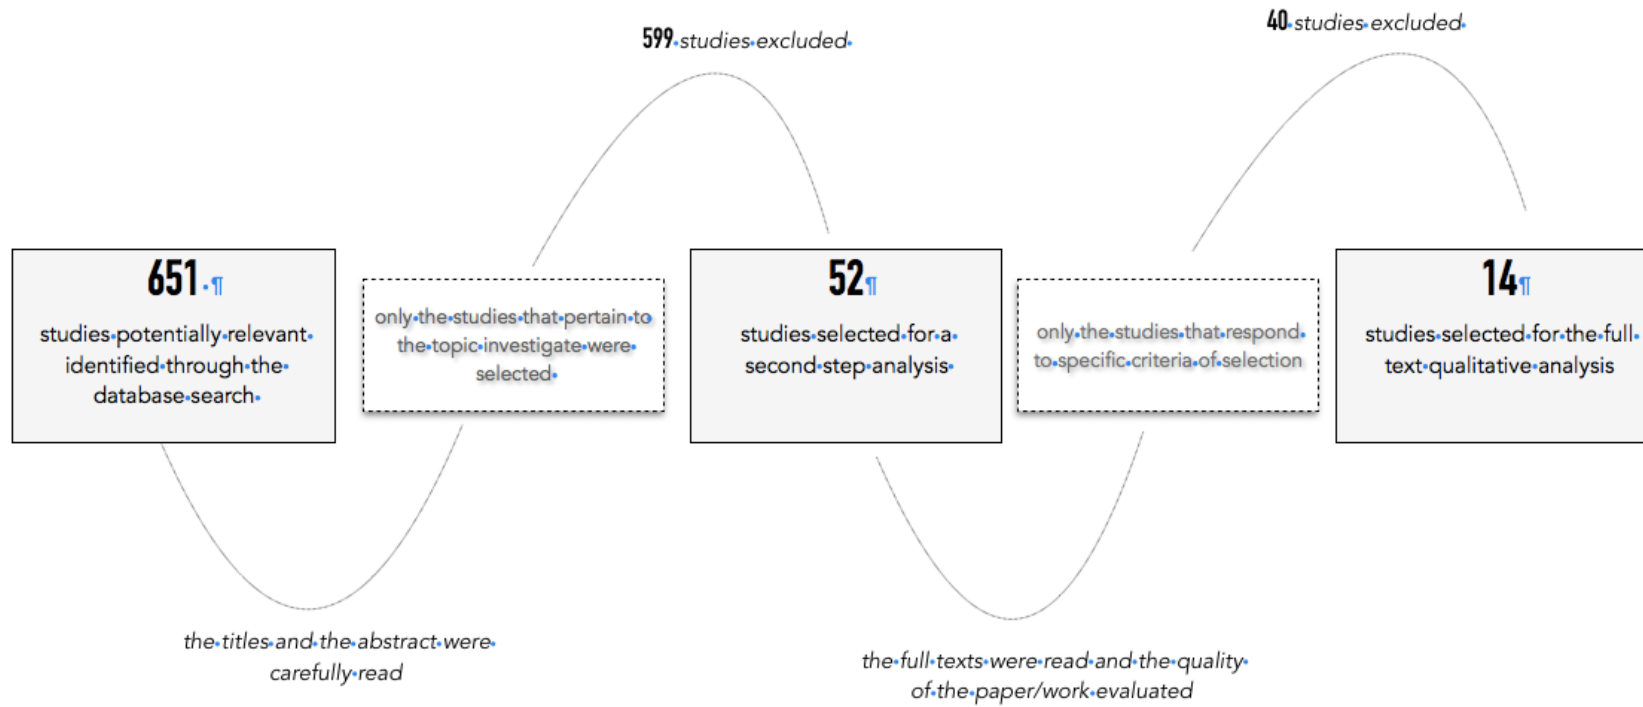 599 studies excluded
40 studies excluded
651
studies potentially relevant
identified through the
database search
only the studies that pertain to
the topic investigate were
selected
52
studies selected for a
second step analysis
only the studies that respond
to specific criteria of selection
14
studies selected for the full
text qualitative analysis
the titles and the abstract were
carefully read
the full texts were read and the quality
of the paper/work evaluated